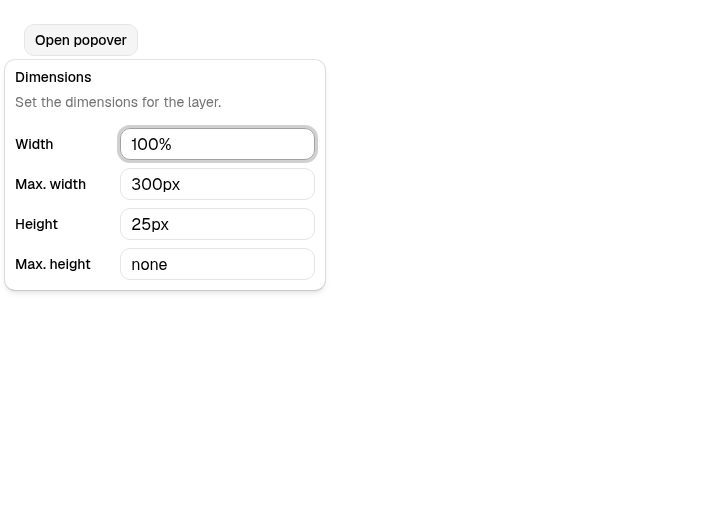 Open popover
Dimensions
Set the dimensions for the layer.
Width
100%
Max. width
300px
Height
25px
Max. height
none